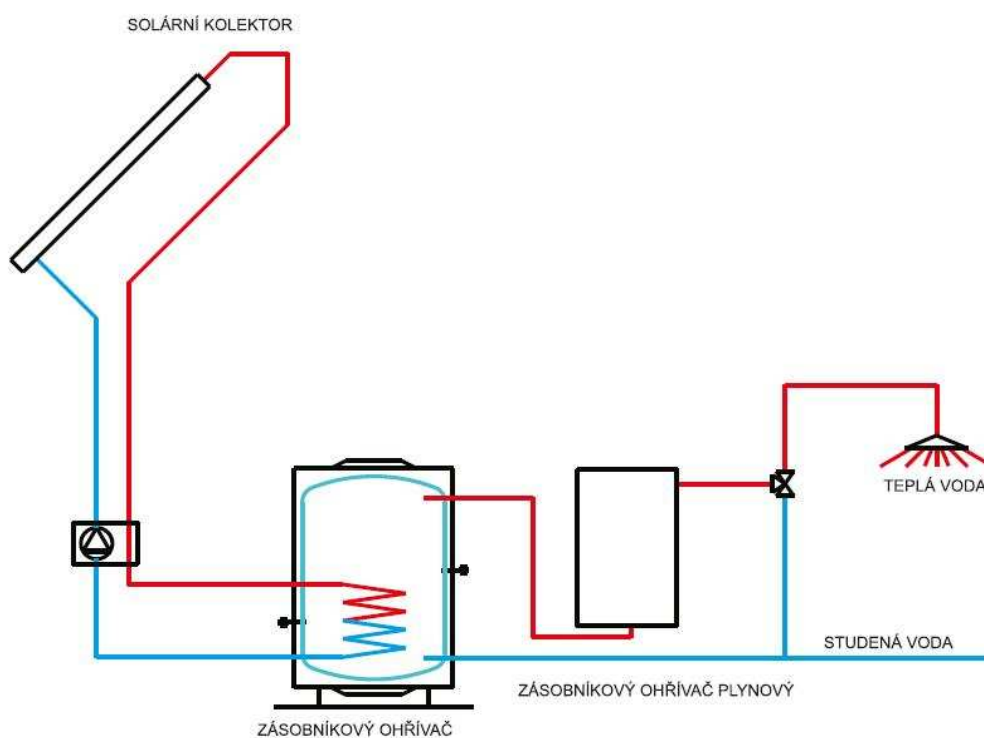 SOLÁRNÍ KOLEKTOR
TEPLÁ VODA
STUDENÁ VODA
ZÁSOBNÍKOVÝ OHŘÍVAČ PLYNOVÝ
ZÁSOBNÍKOVÝ OHŘÍVAČ